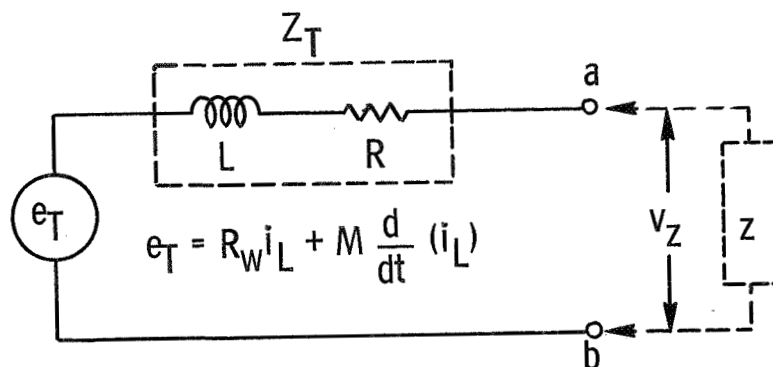 Z_T
a
L
R
e_T
e_T = R_W i_L + M d/dt (i_L)
v_Z
z
b